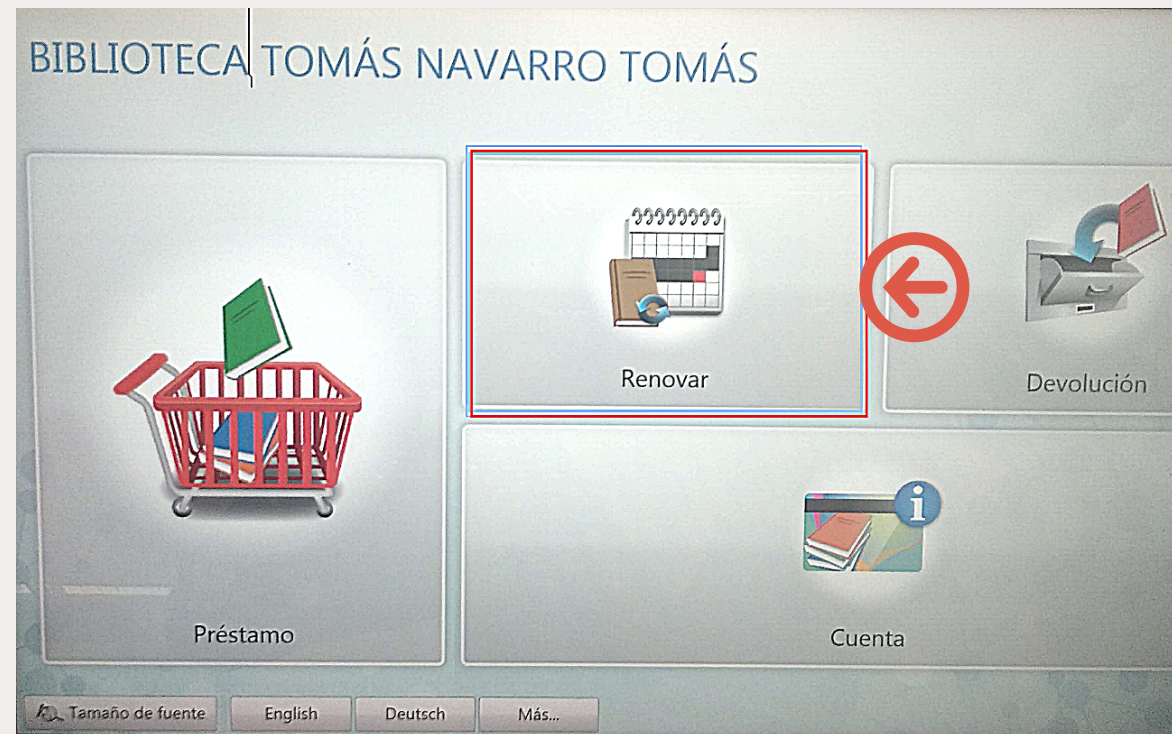 BIBLIOTECA TOMÁS NAVARRO TOMÁS
Renovar
Devolución
Préstamo
Cuenta
Tamaño de fuente
English
Deutsch
Más...